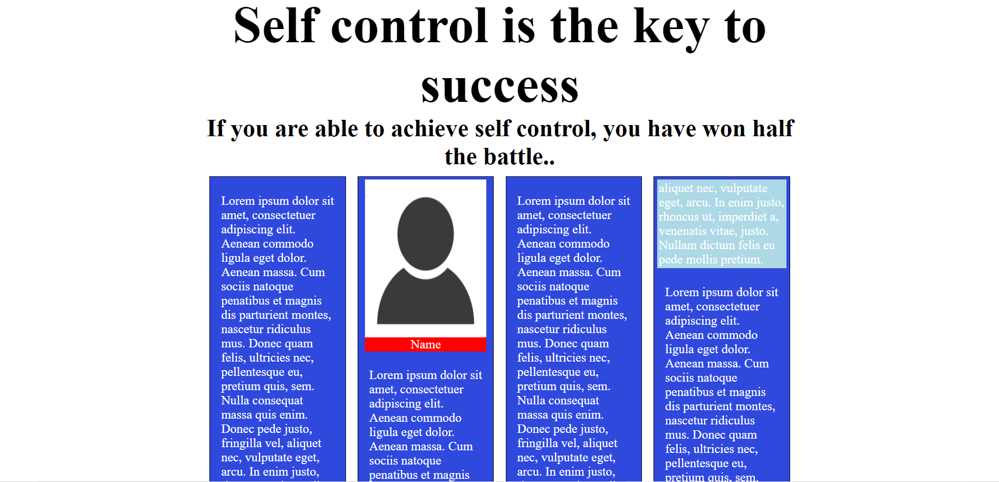 Self control is the key to
success
If you are able to achieve self control, you have won half
the battle..
Lorem ipsum dolor sit
amet, consectetuer
adipiscing elit.
Aenean commodo
ligula eget dolor.
Aenean massa. Cum
sociis natoque
penatibus et magnis
dis parturient montes,
nascetur ridiculus
mus. Donec quam
felis, ultricies nec,
pellentesque eu,
pretium quis, sem.
Nulla consequat
massa quis enim.
Donec pede justo,
fringilla vel, aliquet
nec, vulputate eget,
arcu. In enim justo,
Name
Lorem ipsum dolor sit
amet, consectetuer
adipiscing elit.
Aenean commodo
ligula eget dolor.
Aenean massa. Cum
sociis natoque
penatibus et magnis
Lorem ipsum dolor sit
amet, consectetuer
adipiscing elit.
Aenean commodo
ligula eget dolor.
Aenean massa. Cum
sociis natoque
penatibus et magnis
dis parturient montes,
nascetur ridiculus
mus. Donec quam
felis, ultricies nec,
pellentesque eu,
pretium quis, sem.
Nulla consequat
massa quis enim.
Donec pede justo,
fringilla vel, aliquet
nec, vulputate eget,
arcu. In enim justo,
aliquet nec, vulputate
eget, arcu. In enim justo,
rhoncus ut, imperdiet a,
venenatis vitae, justo.
Nullam dictum felis eu
pede mollis pretium.
Lorem ipsum dolor sit
amet, consectetuer
adipiscing elit.
Aenean commodo
ligula eget dolor.
Aenean massa. Cum
sociis natoque
penatibus et magnis
dis parturient montes,
nascetur ridiculus
mus. Donec quam
felis, ultricies nec,
pellentesque eu,
pretium quis, sem.